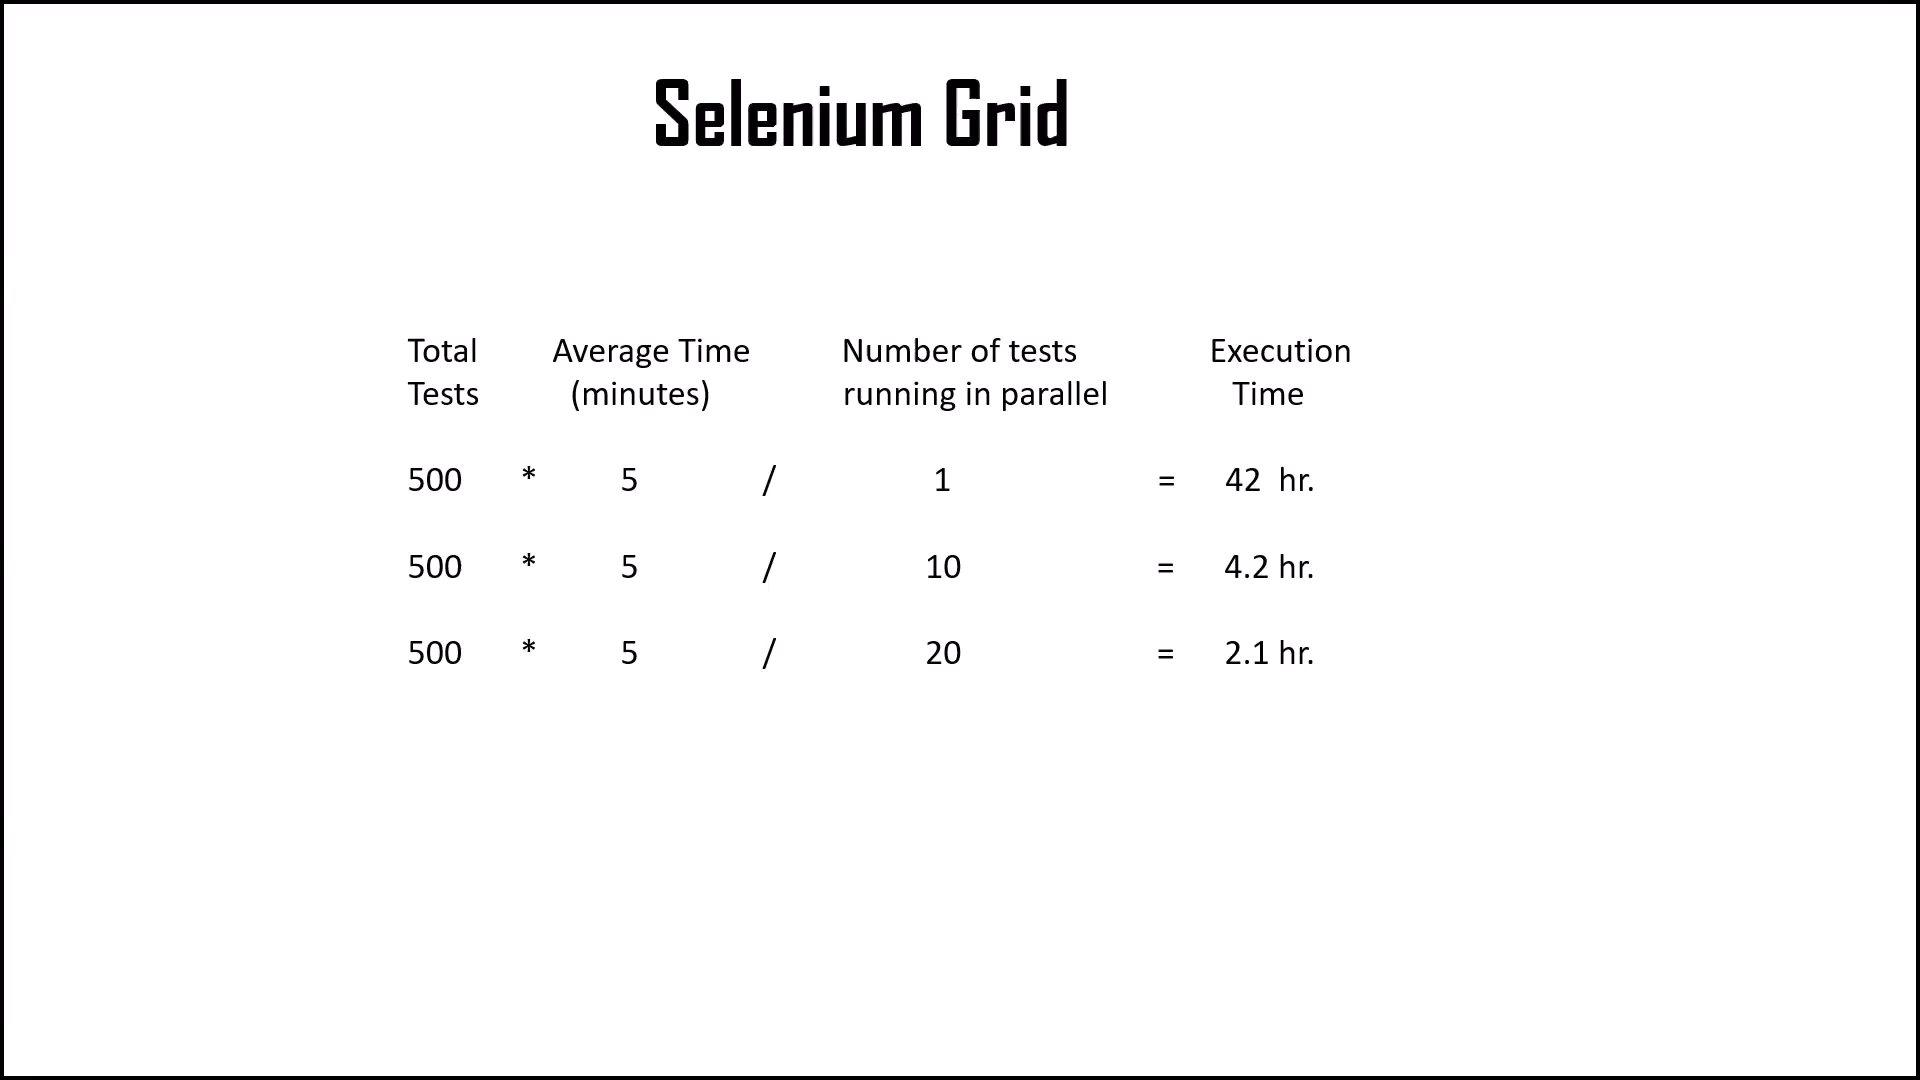 Selenium Grid
Total Average Time Number of tests Execution
Tests (minutes) running in parallel Time
500 * 5 / 1 = 42 hr.
500 * 5 / 10 = 4.2 hr.
500 * 5 / 20 = 2.1 hr.